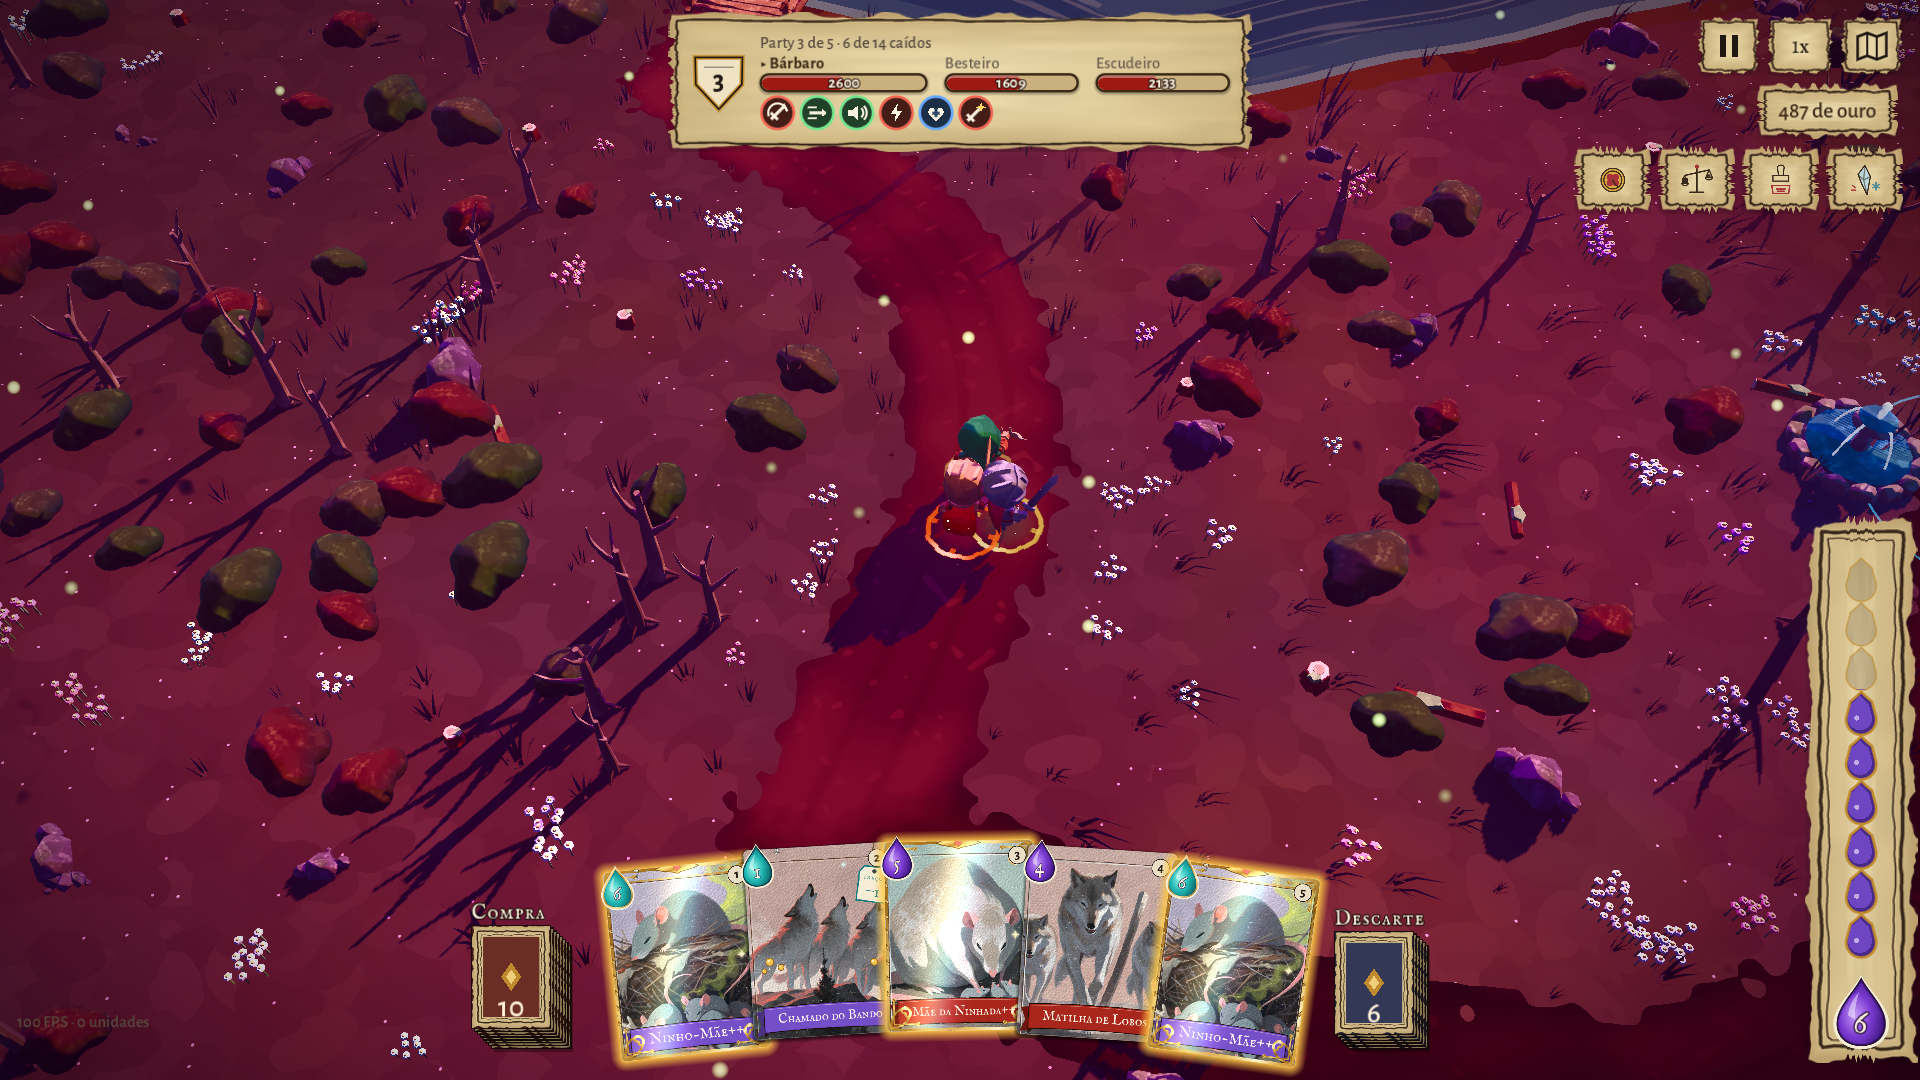 Party 3 de 5 · 6 de 14 caídos
3
Bárbaro
Besteiro
Escudeiro
2600
1609
2133
1x
487 de ouro
Compra
10
6
1
Ninho-Mãe++
1
2
Chamado do Bando
5
3
Mãe da Ninhada+
4
4
Matilha de Lobos
6
5
Ninho-Mãe++
Descarte
6
6
100 FPS · 0 unidades